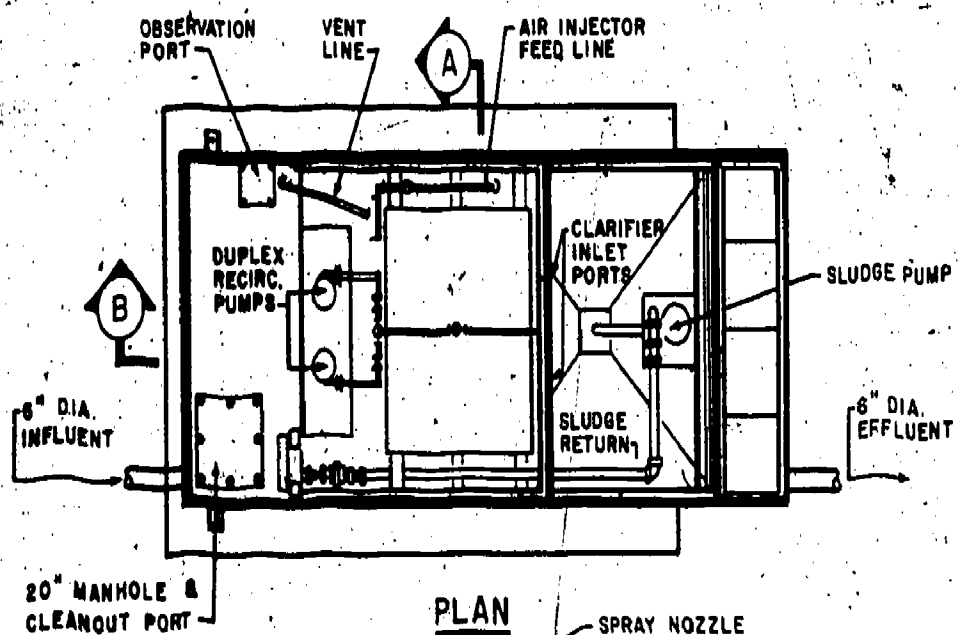 OBSERVATION
PORT
VENT
LINE
A
AIR INJECTOR
FEED LINE
DUPLEX
RECIRC.
PUMPS
CLARIFIER
INLET
PORTS
SLUDGE PUMP
B
6" DIA.
INFLUENT
SLUDGE
RETURN
6" DIA.
EFFLUENT
20" MANHOLE &
CLEANOUT PORT
PLAN
SPRAY NOZZLE